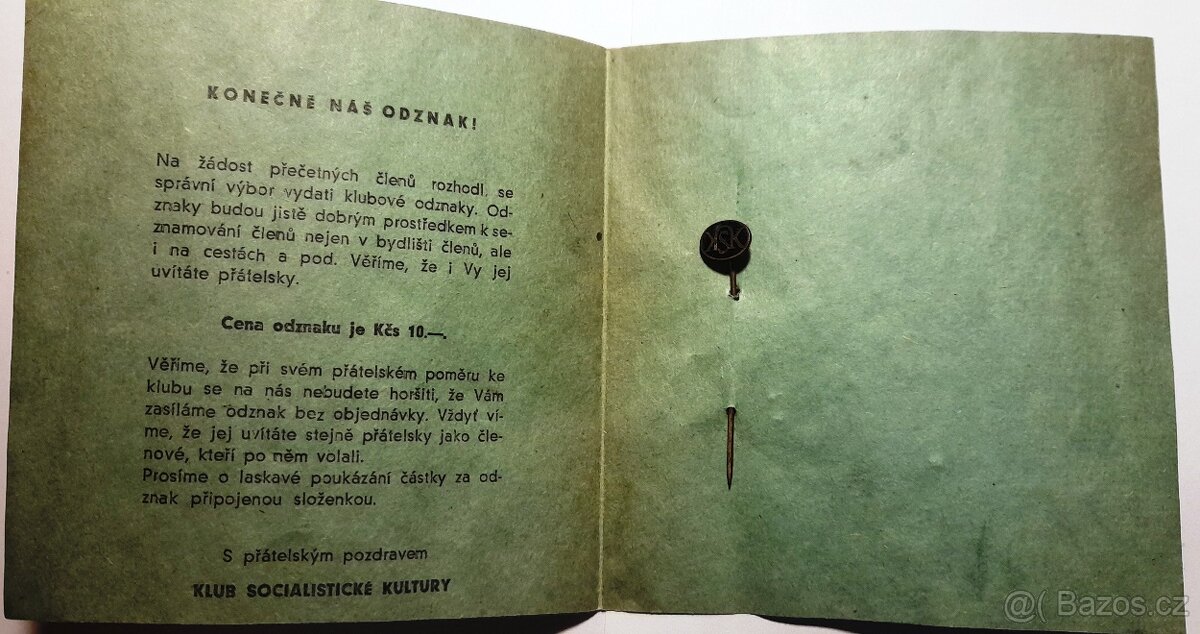 KONEČNĚ NÁŠ ODZNAK!
Na žádost přečetných členů rozhodl se
správní výbor vydati klubové odznaky. Od-
znaky budou jistě dobrým prostředkem k se-
znamování členů nejen v bydlišti členů, ale
i na cestách a pod. Věříme, že i Vy jej
uvítáte přátelsky.
Cena odznaku je Kčs 10.—.
Věříme, že při svém přátelském poměru ke
klubu se na nás nebudete horšiti, že Vám
zasíláme odznak bez objednávky. Vždyť ví-
me, že jej uvítáte stejně přátelsky jako čle-
nové, kteří po něm volali.
Prosíme o laskavé poukázání částky za od-
znak připojenou složenkou.
S přátelským pozdravem
KLUB SOCIALISTICKÉ KULTURY
KSK
@( Bazos.cz